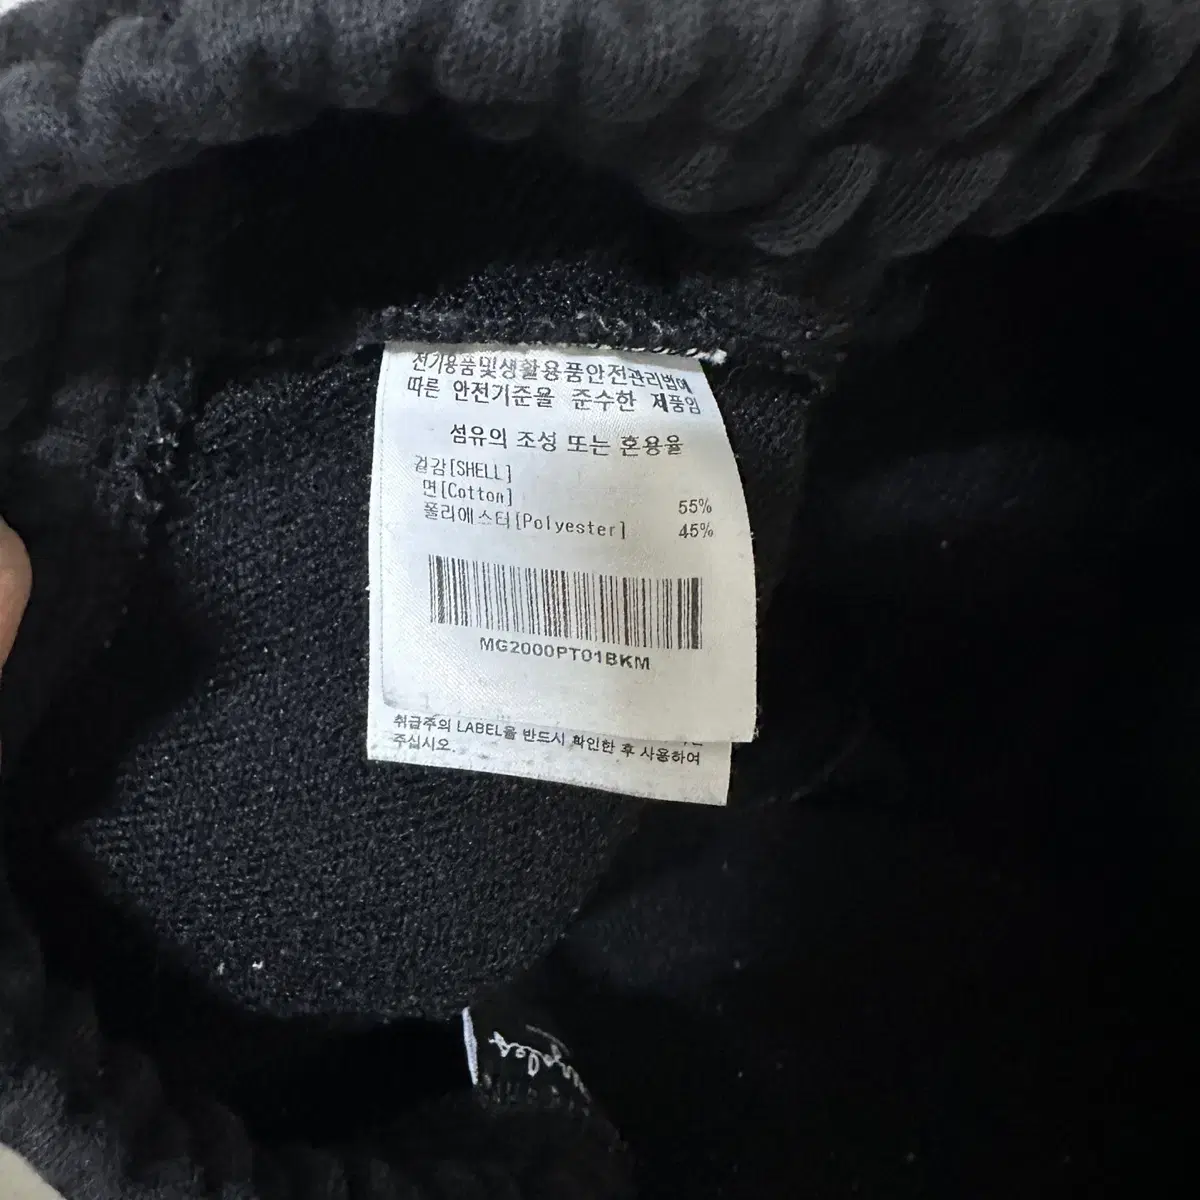 전기용품및생활용품안전관리법에
따른 안전기준을 준수한 제품임
섬유의 조성 또는 혼용율
겉감[SHELL]
면[Cotton] 55%
폴리에스터[Polyester] 45%
MG2000PT01BKM
취급주의 LABEL을 반드시 확인한 후 사용하여
주십시오.